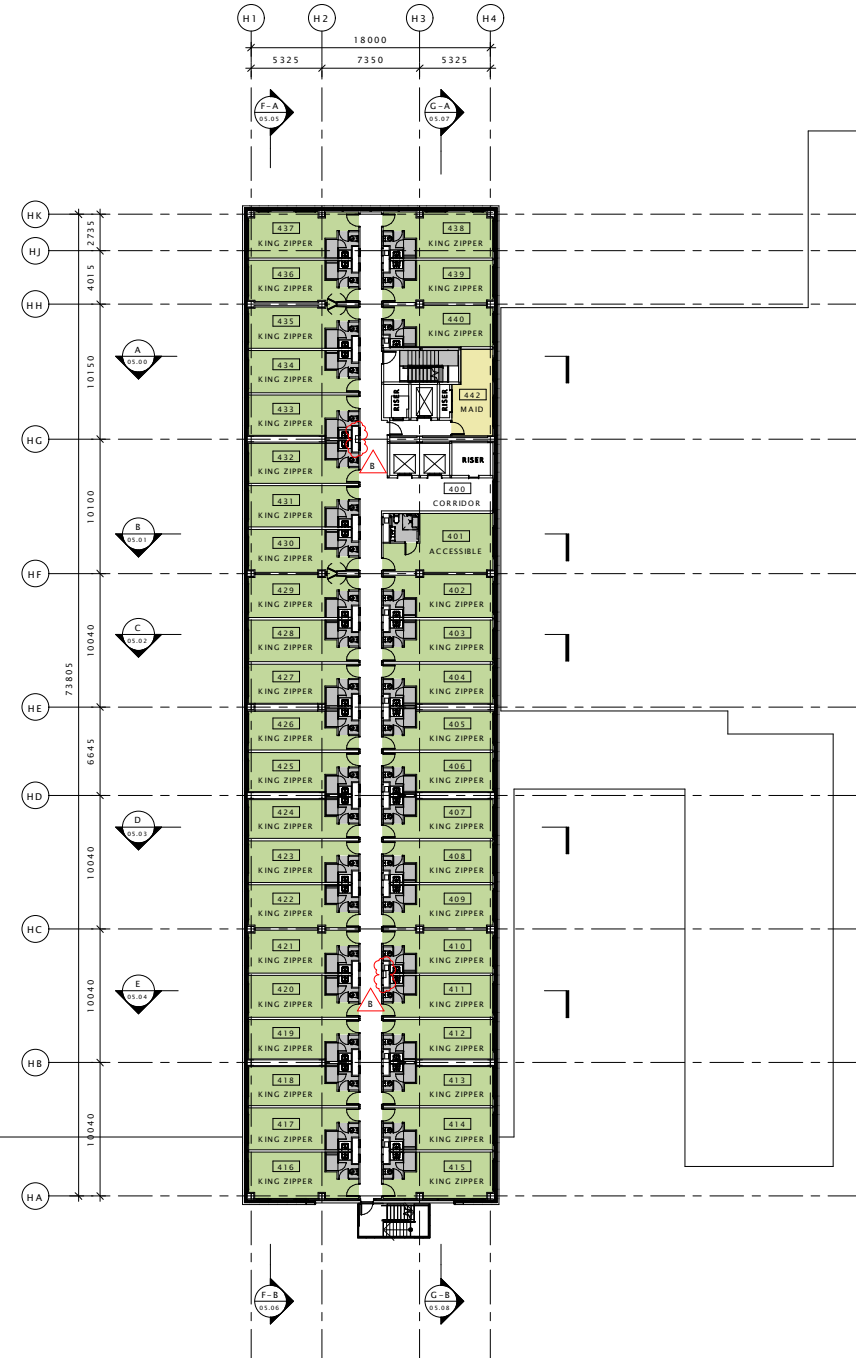 H1 H2 H3 H4
18000
5325 7350 5325
F-A
05.05
G-A
05.07
HK
HJ
HH
HG
HF
HE
HD
HC
HB
HA
2735
4015
10150
10100
10040
6645
10040
10040
10040
73805
A
05.00
B
05.01
C
05.02
D
05.03
E
05.04
437
KING ZIPPER
436
KING ZIPPER
435
KING ZIPPER
434
KING ZIPPER
433
KING ZIPPER
432
KING ZIPPER
431
KING ZIPPER
430
KING ZIPPER
429
KING ZIPPER
428
KING ZIPPER
427
KING ZIPPER
426
KING ZIPPER
425
KING ZIPPER
424
KING ZIPPER
423
KING ZIPPER
422
KING ZIPPER
421
KING ZIPPER
420
KING ZIPPER
419
KING ZIPPER
418
KING ZIPPER
417
KING ZIPPER
416
KING ZIPPER
B
B
438
KING ZIPPER
439
KING ZIPPER
440
KING ZIPPER
RISER
RISER
442
MAID
RISER
400
CORRIDOR
401
ACCESSIBLE
402
KING ZIPPER
403
KING ZIPPER
404
KING ZIPPER
405
KING ZIPPER
406
KING ZIPPER
407
KING ZIPPER
408
KING ZIPPER
409
KING ZIPPER
410
KING ZIPPER
411
KING ZIPPER
412
KING ZIPPER
413
KING ZIPPER
414
KING ZIPPER
415
KING ZIPPER
F-B
05.06
G-B
05.08